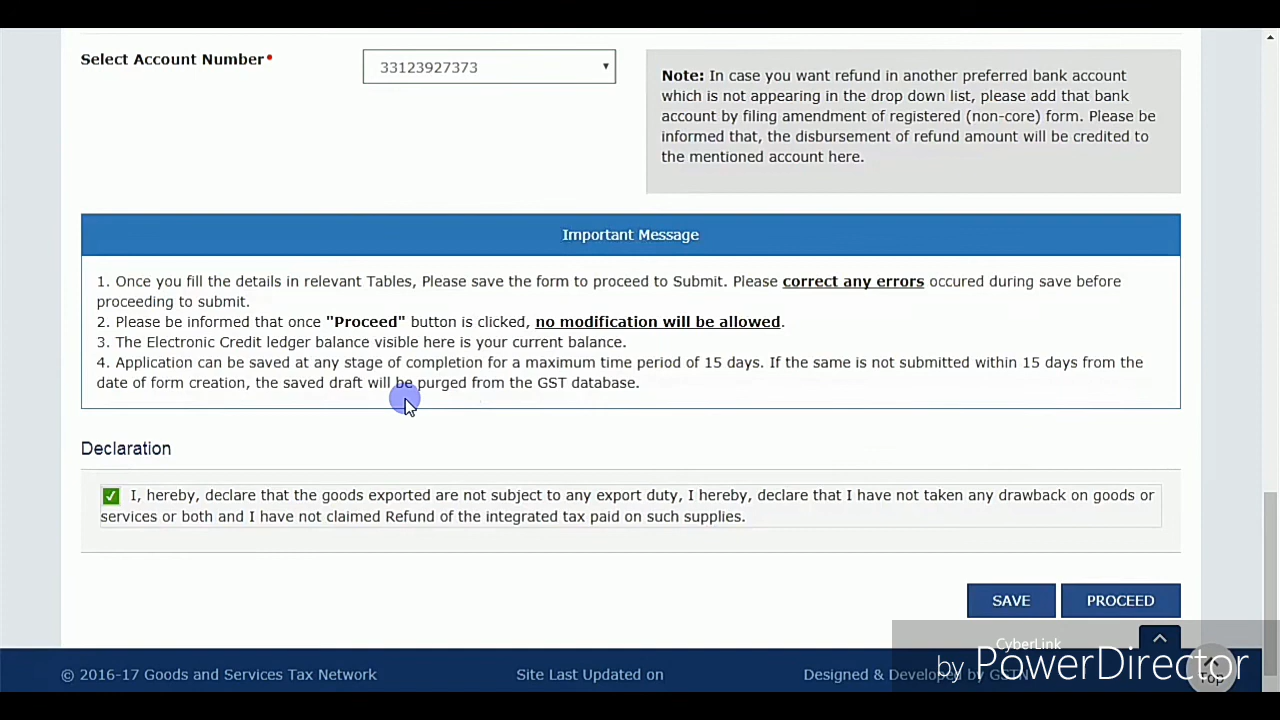 Select Account Number*
33123927373
Note: In case you want refund in another preferred bank account
which is not appearing in the drop down list, please add that bank
account by filing amendment of registered (non-core) form. Please be
informed that, the disbursement of refund amount will be credited to
the mentioned account here.
Important Message
1. Once you fill the details in relevant Tables, Please save the form to proceed to Submit. Please correct any errors occured during save before
proceeding to submit.
2. Please be informed that once "Proceed" button is clicked, no modification will be allowed.
3. The Electronic Credit ledger balance visible here is your current balance.
4. Application can be saved at any stage of completion for a maximum time period of 15 days. If the same is not submitted within 15 days from the
date of form creation, the saved draft will be purged from the GST database.
Declaration
I, hereby, declare that the goods exported are not subject to any export duty, I hereby, declare that I have not taken any drawback on goods or
services or both and I have not claimed Refund of the integrated tax paid on such supplies.
SAVE PROCEED
© 2016-17 Goods and Services Tax Network Site Last Updated on Designed & Developed by GSTN
CyberLink
by PowerDirector
Top